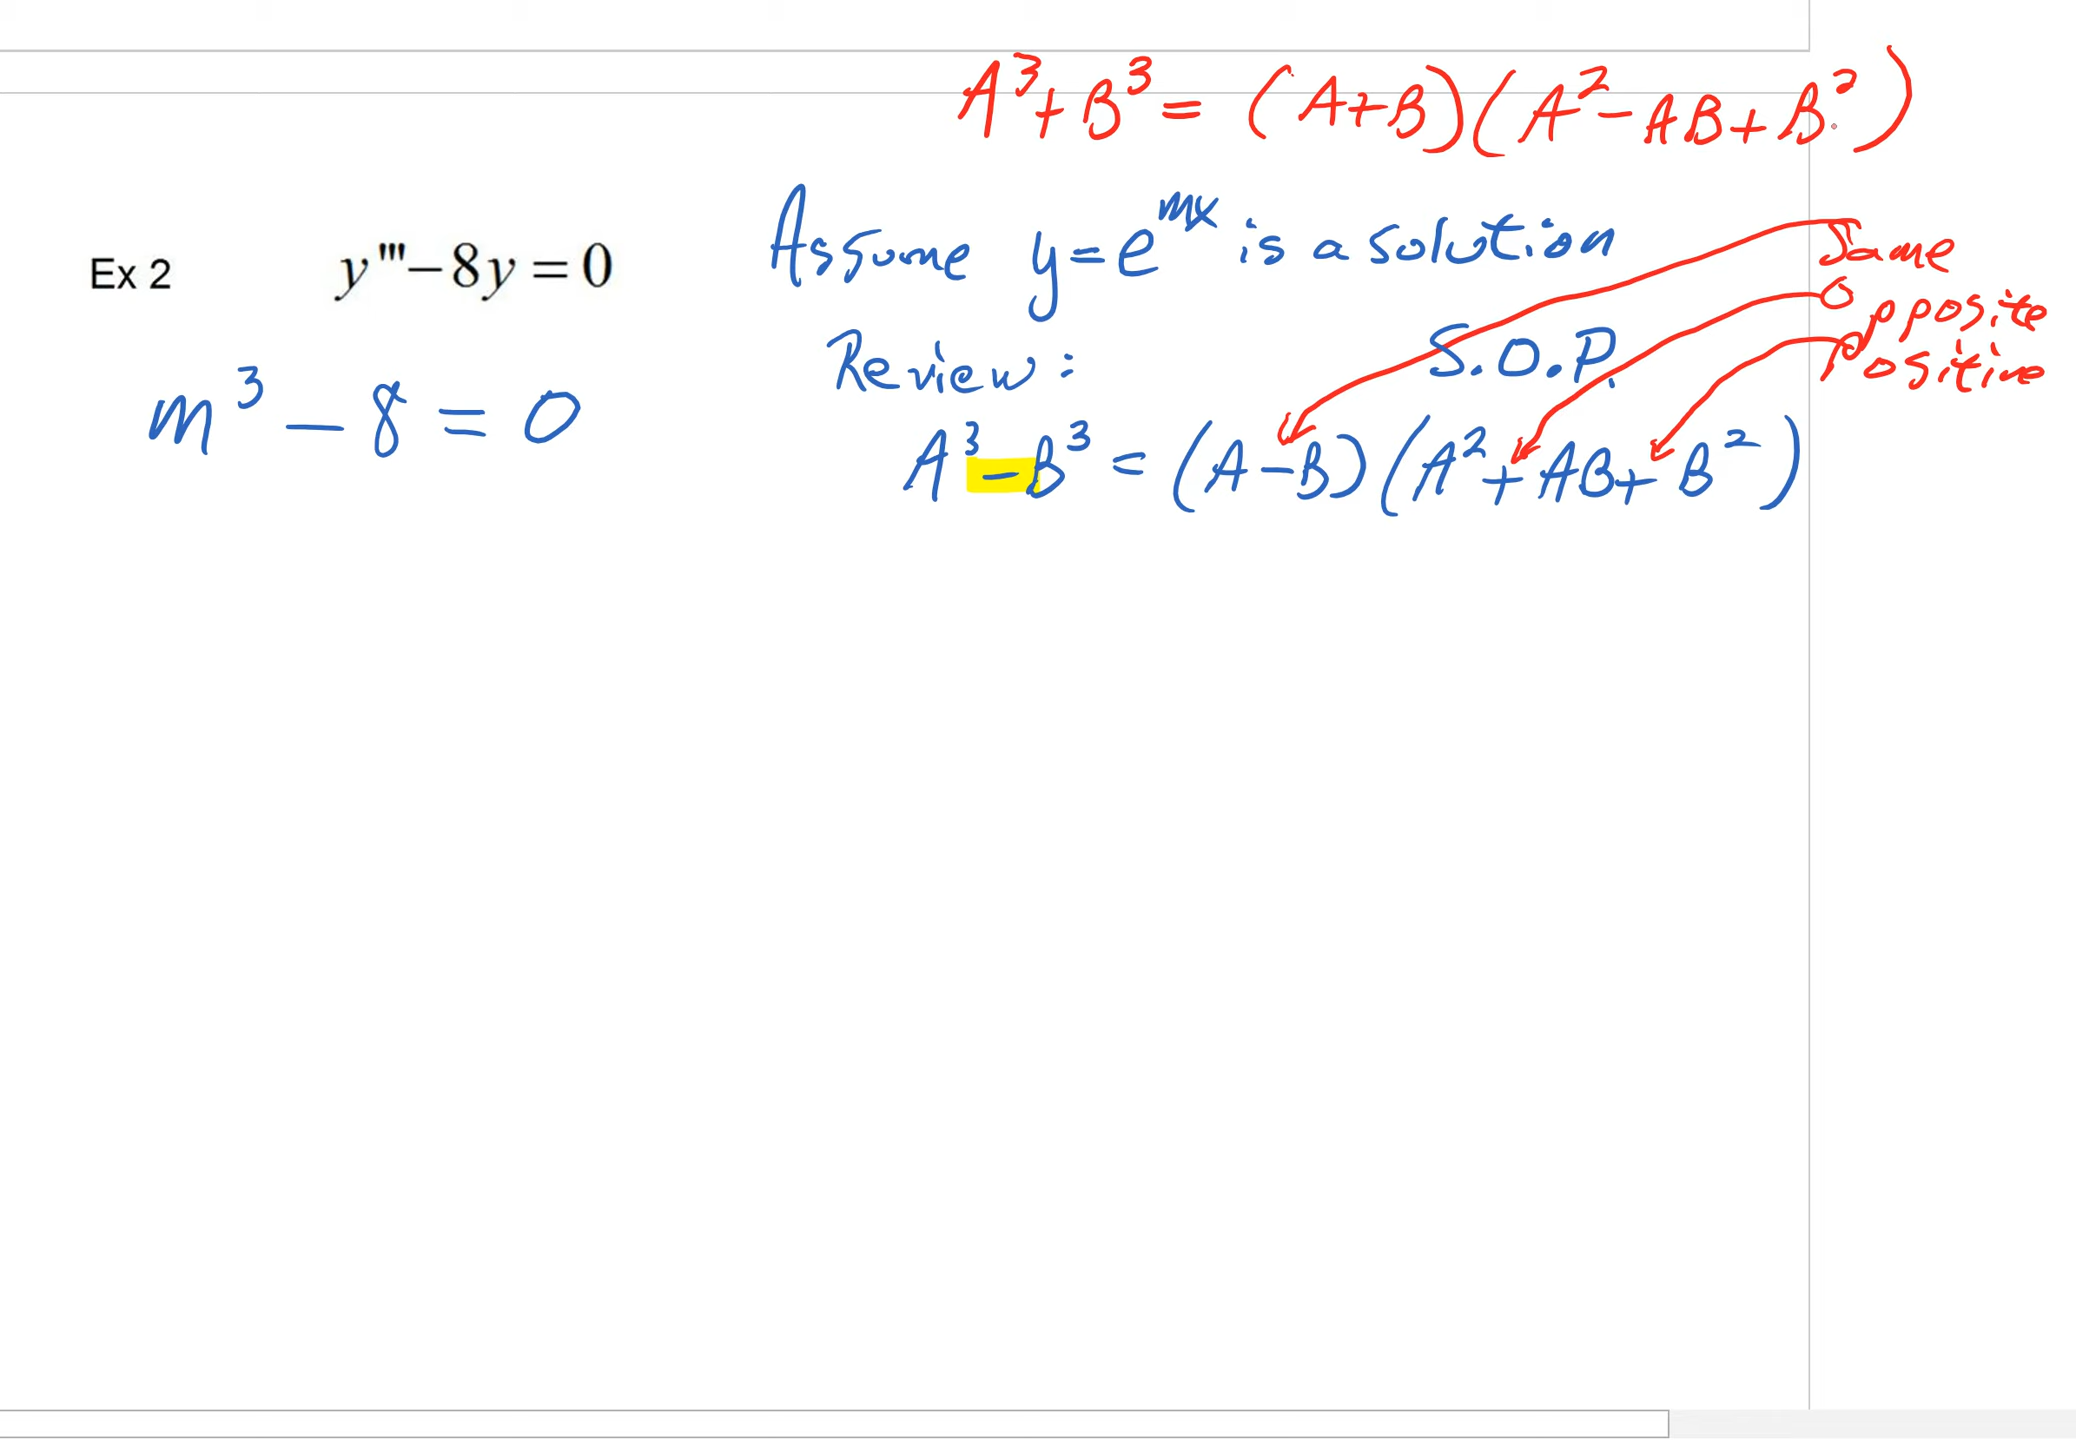 A³+B³ = (A+B)(A²-AB+B²)
Assume y=e^{mx} is a solution
Same
Opposite
Positive
Ex 2 y'''-8y=0
Review: S.O.P.
m³ - 8 = 0
A³-B³ = (A-B)(A²+AB+B²)